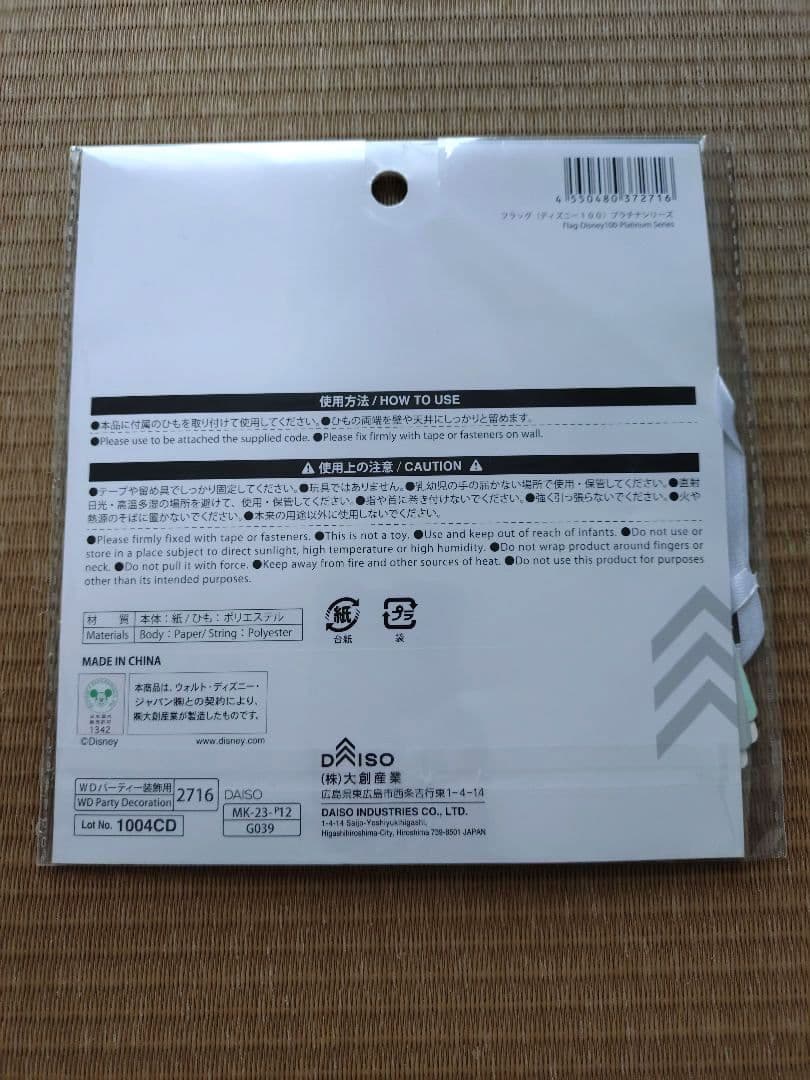 4 550480 372716
フラッグ（ディズニー１００）プラチナシリーズ
Flag-Disney100 Platinum Series
使用方法 / HOW TO USE
●本品に付属のひもを取り付けて使用してください。●ひもの両端を壁や天井にしっかりと留めます。
●Please use to be attached the supplied code. ●Please fix firmly with tape or fasteners on wall.
使用上の注意 / CAUTION
●テープや留め具でしっかり固定してください。●玩具ではありません。●乳幼児の手の届かない場所で使用・保管してください。●直射
日光・高温多湿の場所を避けて、使用・保管してください。●指や首に巻き付けないでください。●強く引っ張らないでください。●火や
熱源のそばに置かないでください。●本来の用途以外に使用しないでください。
●Please firmly fixed with tape or fasteners. ●This is not a toy. ●Use and keep out of reach of infants. ●Do not use or
store in a place subject to direct sunlight, high temperature or high humidity. ●Do not wrap product around fingers or
neck. ●Do not pull it with force. ●Keep away from fire and other sources of heat. ●Do not use this product for purposes
other than its intended purposes.
材 質 本体：紙 / ひも：ポリエステル
Materials Body : Paper/ String : Polyester
紙
台紙
プラ
袋
MADE IN CHINA
1342
本商品は、ウォルト・ディズニー・
ジャパン㈱との契約により、
㈱大創産業が製造したものです。
©Disney www.disney.com
DAISO
(株)大創産業
広島県東広島市西条吉行東1-4-14
DAISO INDUSTRIES CO., LTD.
1-4-14 Saijo-Yoshiyukihigashi,
Higashihiroshima-City, Hiroshima 739-8501 JAPAN
WDパーティー装飾用
WD Party Decoration
2716
DAISO
MK-23-P12
G039
Lot No. 1004CD